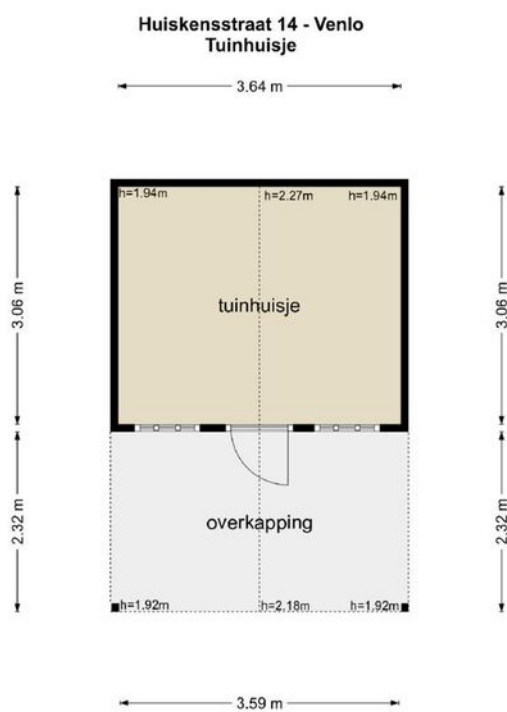 Huiskensstraat 14 - Venlo
Tuinhuisje
3.64 m
h=1.94m
h=2.27m
h=1.94m
3.06 m
3.06 m
tuinhuisje
2.32 m
2.32 m
overkapping
h=1.92m
h=2.18m
h=1.92m
3.59 m